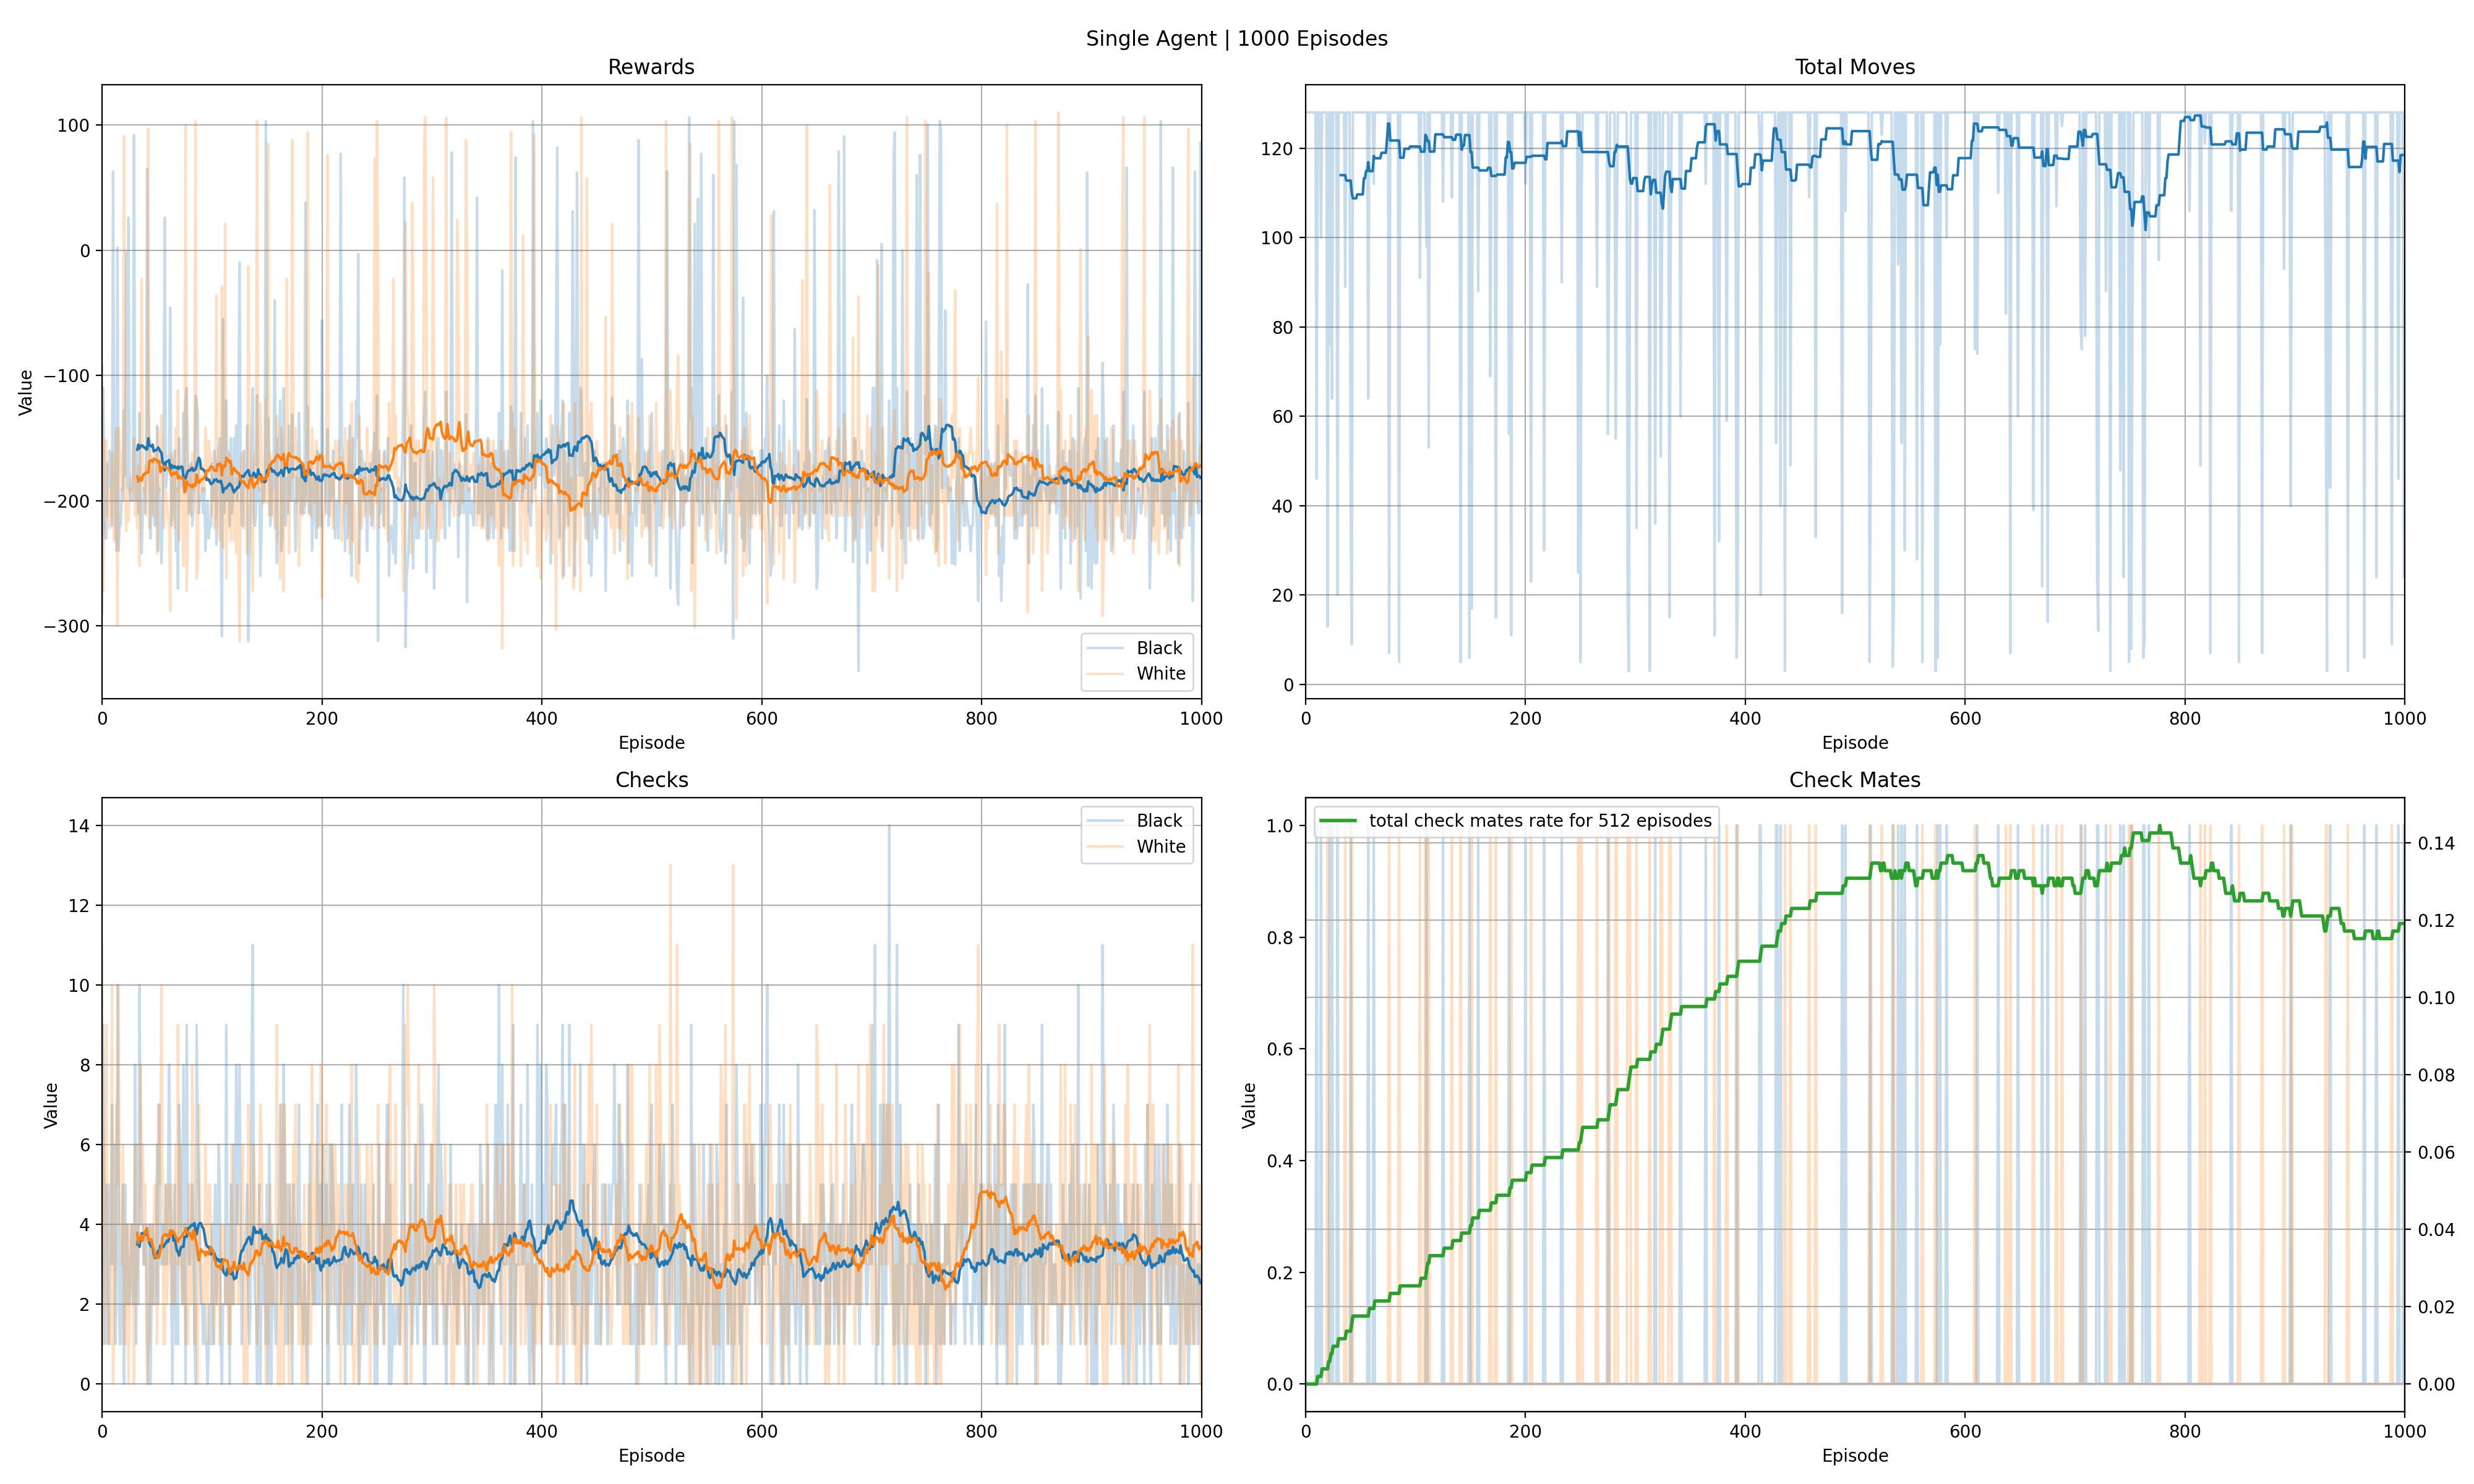 Single Agent | 1000 Episodes
Rewards
Value
100
0
−100
−200
−300
Black
White
0 200 400 600 800 1000
Episode
Total Moves
120
100
80
60
40
20
0
0 200 400 600 800 1000
Episode
Checks
Value
14
12
10
8
6
4
2
0
Black
White
0 200 400 600 800 1000
Episode
Check Mates
Value
1.0
0.8
0.6
0.4
0.2
0.0
total check mates rate for 512 episodes
0.14
0.12
0.10
0.08
0.06
0.04
0.02
0.00
0 200 400 600 800 1000
Episode